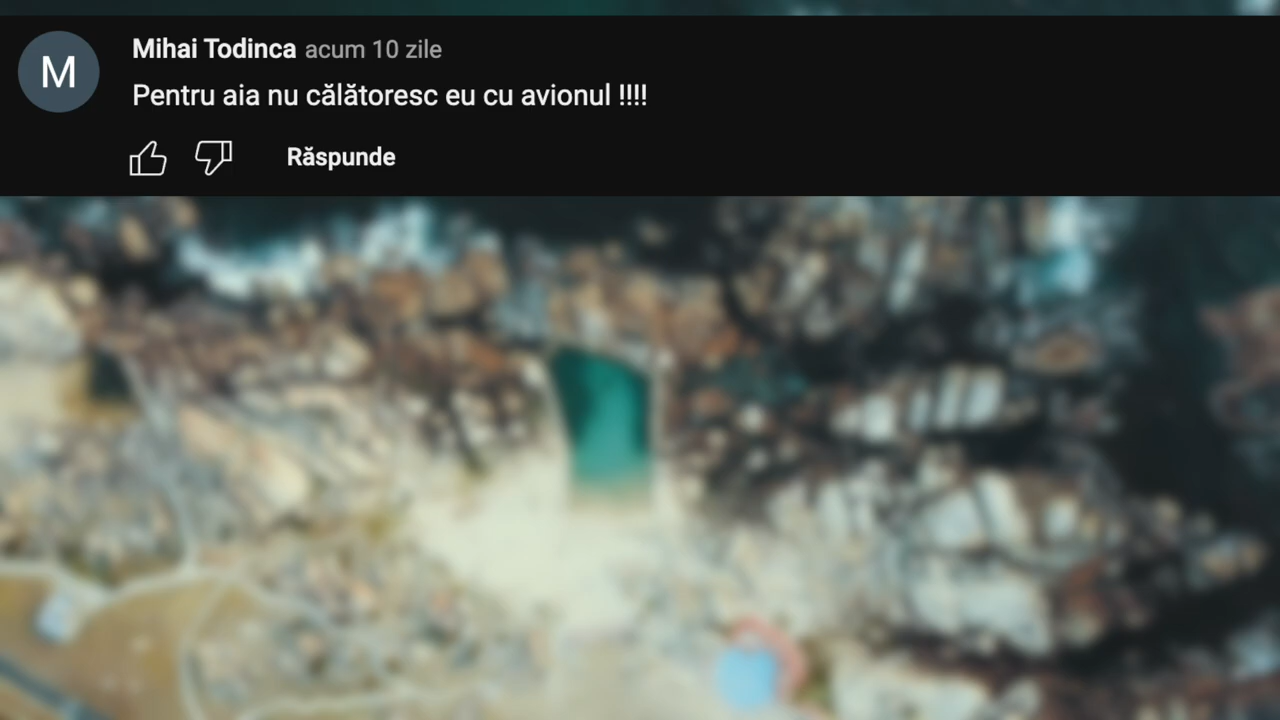 M
Mihai Todinca acum 10 zile
Pentru aia nu călătoresc eu cu avionul !!!!
Răspunde